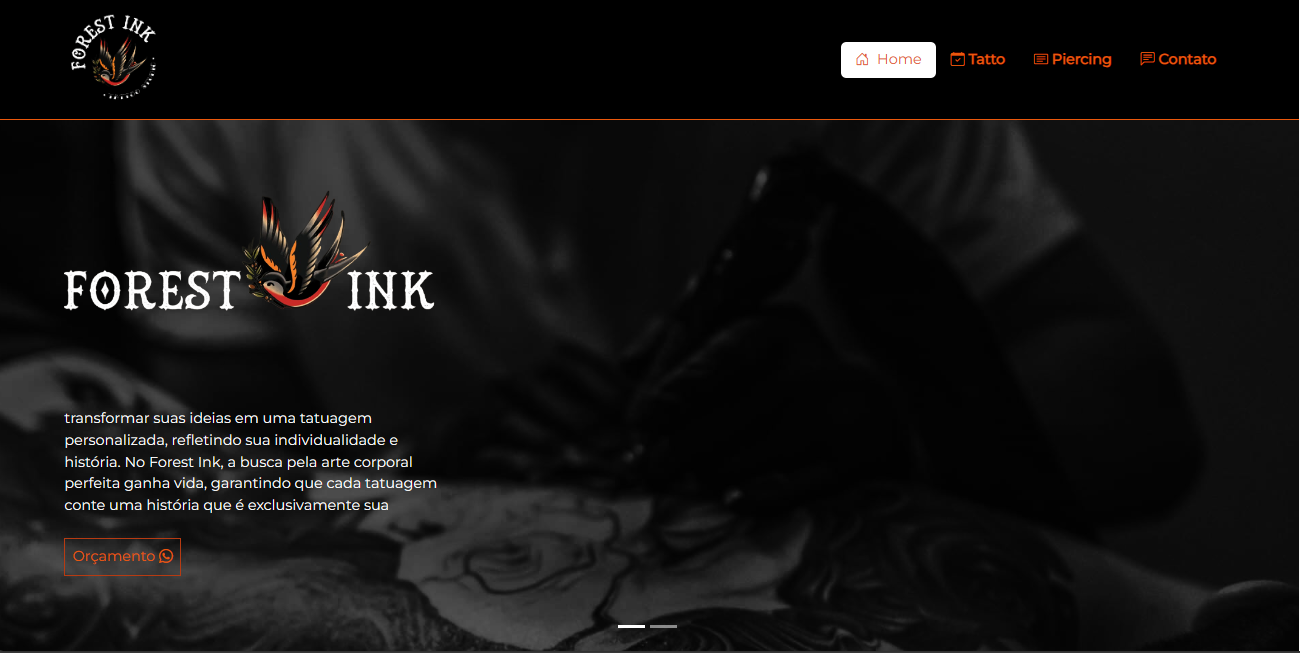 FOREST INK
Home
Tatto
Piercing
Contato
FOREST INK
transformar suas ideias em uma tatuagem
personalizada, refletindo sua individualidade e
história. No Forest Ink, a busca pela arte corporal
perfeita ganha vida, garantindo que cada tatuagem
conte uma história que é exclusivamente sua
Orçamento